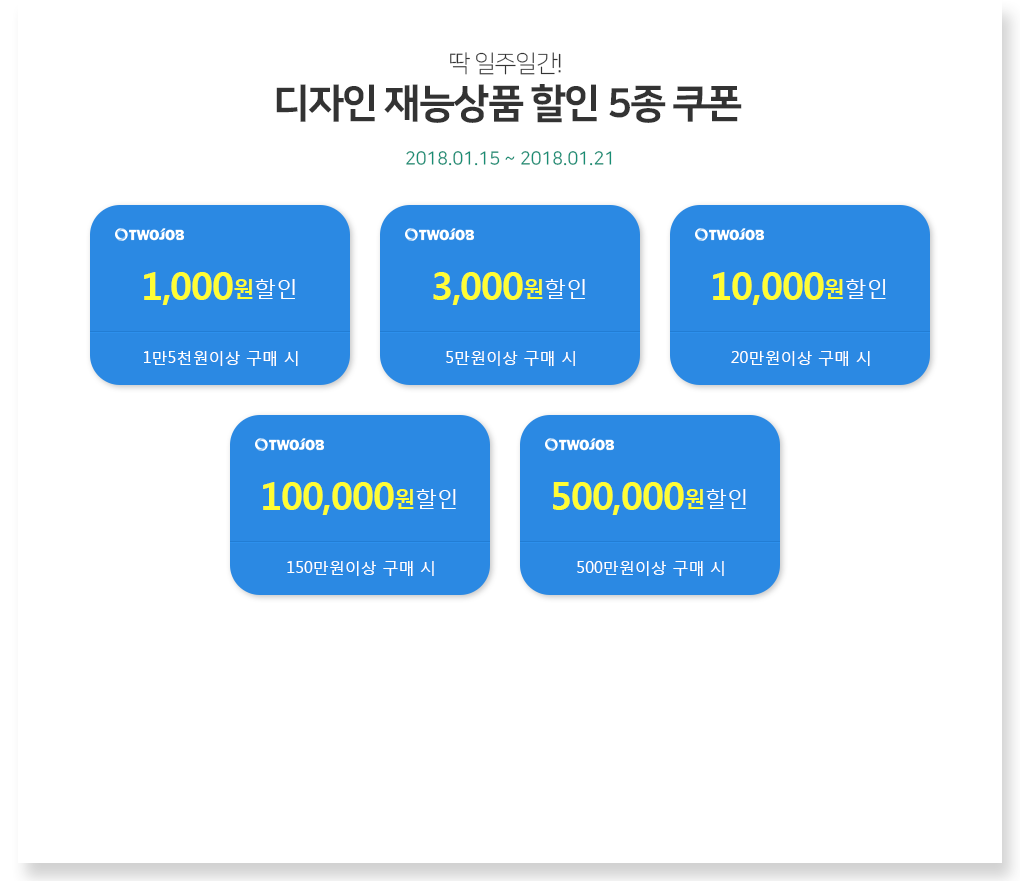 딱 일주일간!
디자인 재능상품 할인 5종 쿠폰
2018.01.15 ~ 2018.01.21
TWOJOB
1,000원할인
1만5천원이상 구매 시
TWOJOB
3,000원할인
5만원이상 구매 시
TWOJOB
10,000원할인
20만원이상 구매 시
TWOJOB
100,000원할인
150만원이상 구매 시
TWOJOB
500,000원할인
500만원이상 구매 시